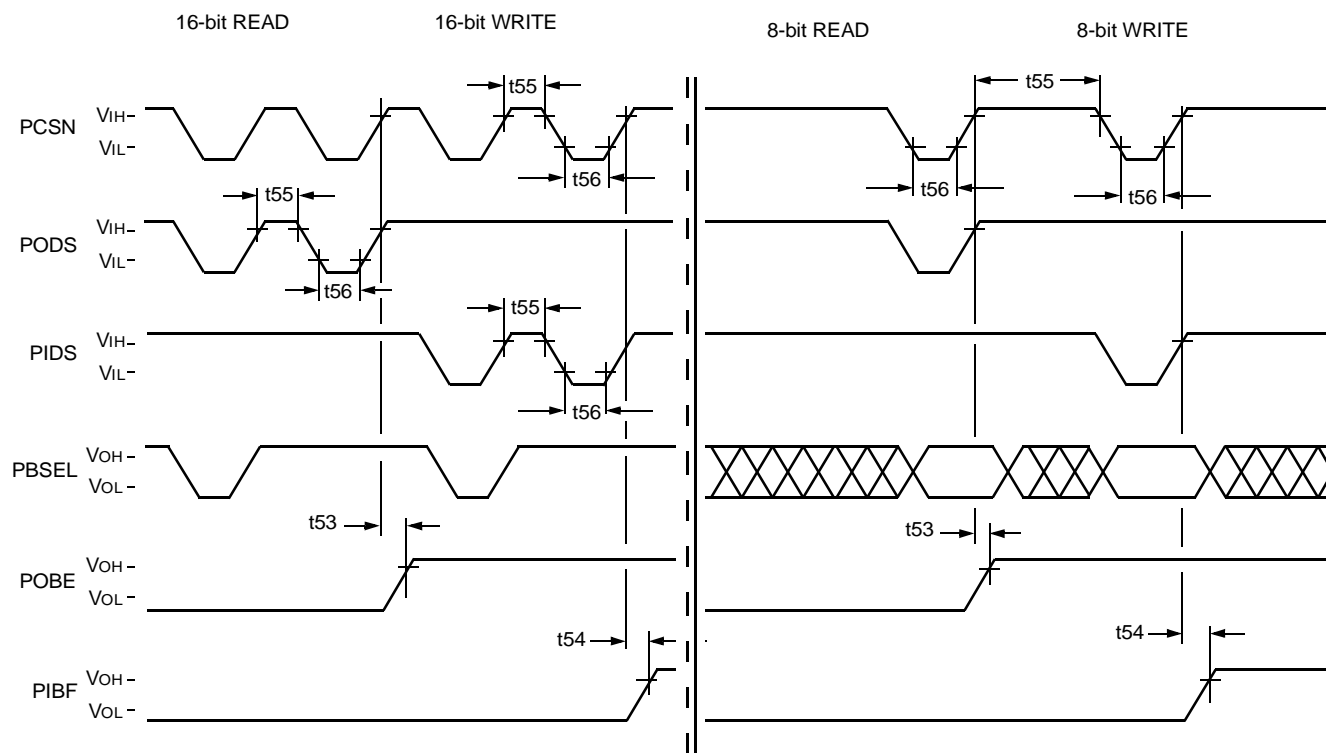 16-bit READ
16-bit WRITE
8-bit READ
8-bit WRITE
t55
t55
PCSN
VIH
VIL
t56
t56
t56
t55
PODS
VIH
VIL
t56
t55
PIDS
VIH
VIL
t56
PBSEL
VOH
VOL
t53
t53
POBE
VOH
VOL
t54
t54
PIBF
VOH
VOL